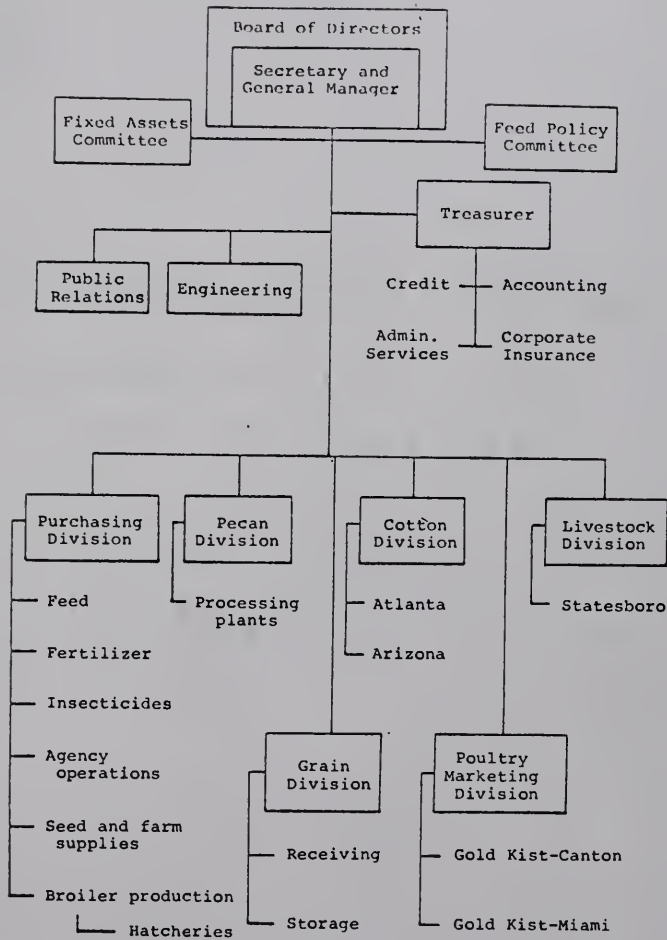 Board of Directors
Secretary and
General Manager
Fixed Assets
Committee
Feed Policy
Committee
Treasurer
Public
Relations
Engineering
Credit
Accounting
Admin.
Services
Corporate
Insurance
Purchasing
Division
Pecan
Division
Cotton
Division
Livestock
Division
Feed
Processing
plants
Atlanta
Statesboro
Fertilizer
Arizona
Insecticides
Agency
operations
Grain
Division
Poultry
Marketing
Division
Seed and farm
supplies
Receiving
Gold Kist-Canton
Broiler production
Hatcheries
Storage
Gold Kist-Miami